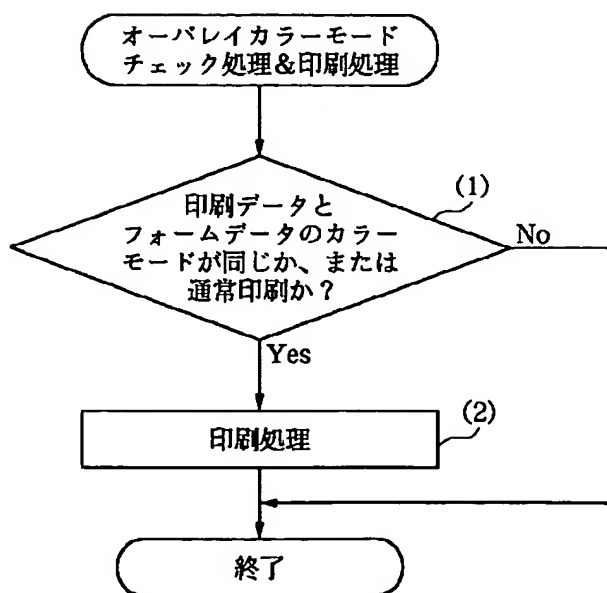 オーバレイカラーモード
チェック処理&印刷処理
(1)
印刷データと
フォームデータのカラー
モードが同じか、または
通常印刷か?
No
Yes
(2)
印刷処理
終了